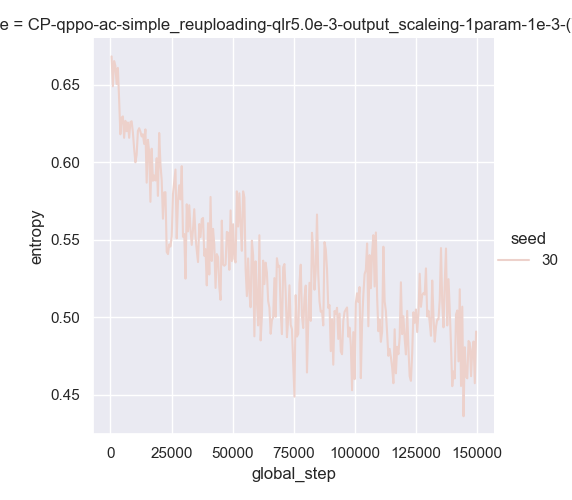 e = CP-qppo-ac-simple_reuploading-qlr5.0e-3-output_scaleing-1param-1e-3-(
0.65
0.60
0.55
0.50
0.45
entropy
0 25000 50000 75000 100000 125000 150000
global_step
seed
30